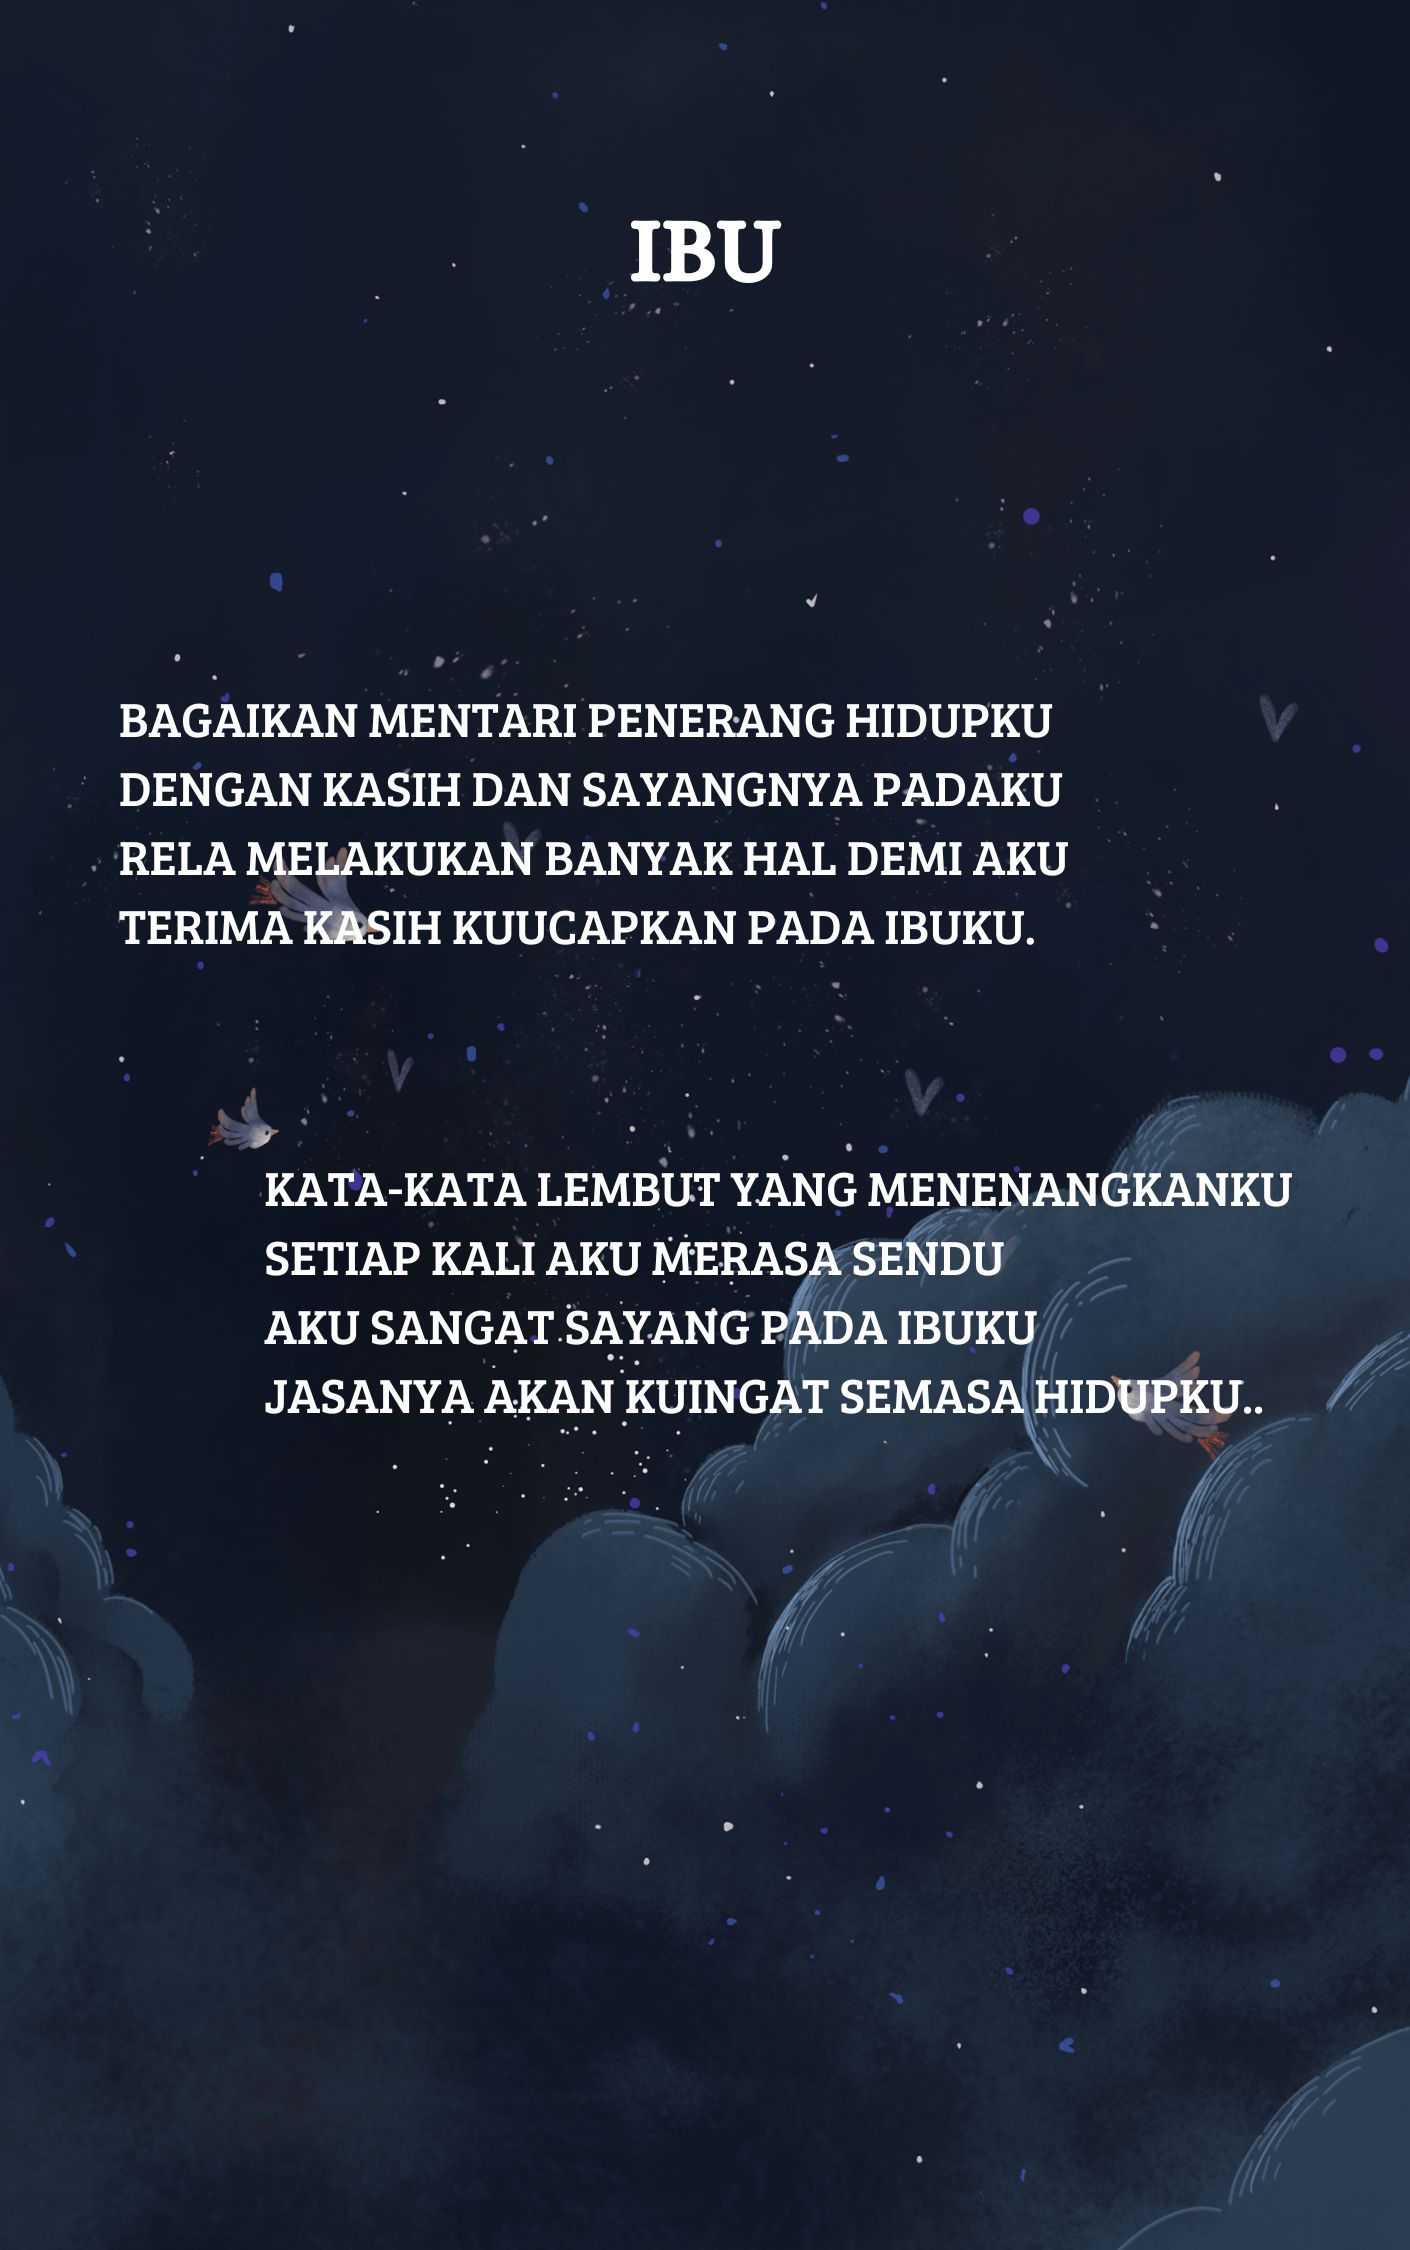 IBU
BAGAIKAN MENTARI PENERANG HIDUPKU
DENGAN KASIH DAN SAYANGNYA PADAKU
RELA MELAKUKAN BANYAK HAL DEMI AKU
TERIMA KASIH KUUCAPKAN PADA IBUKU.
KATA-KATA LEMBUT YANG MENENANGKANKU
SETIAP KALI AKU MERASA SENDU
AKU SANGAT SAYANG PADA IBUKU
JASANYA AKAN KUINGAT SEMASA HIDUPKU..